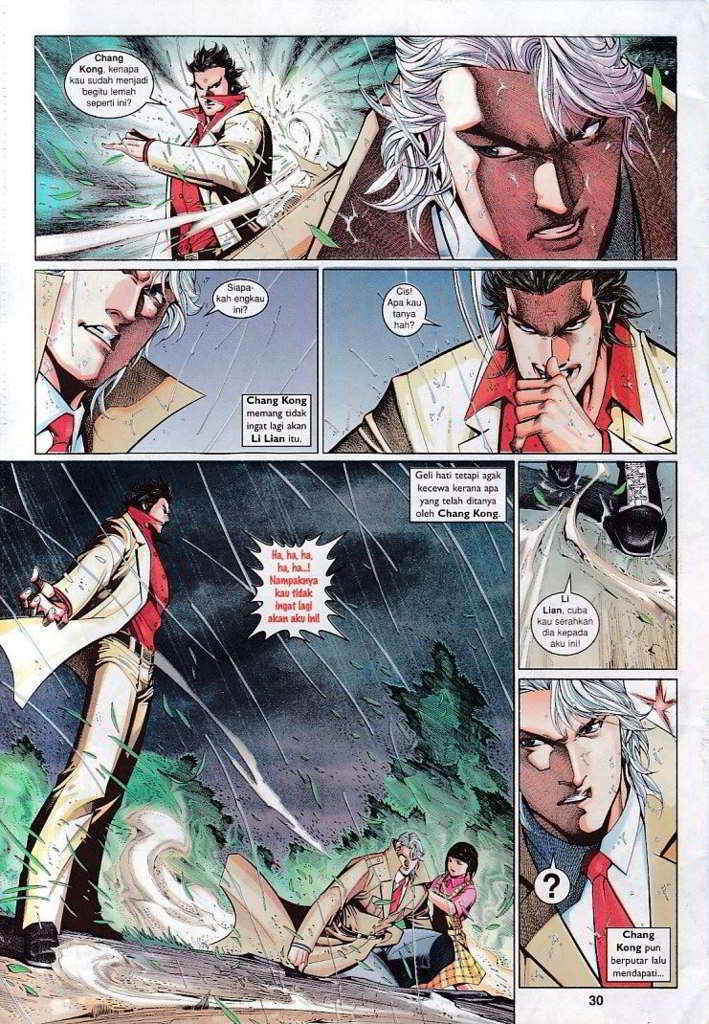 Chang
Kong, kenapa
kau sudah menjadi
begitu lemah
seperti ini?
Siapa-
kah engkau
ini?
Chang Kong
memang tidak
ingat lagi akan
Li Lian itu.
Cis!
Apa kau
tanya
hah?
Geli hati tetapi agak
kecewa kerana apa
yang telah ditanya
oleh Chang Kong.
Ha, ha, ha,
ha, ha...!
Nampaknya
kau tidak
ingat lagi
akan aku ini!
Li
Lian, cuba
kau serahkan
dia kepada
aku ini!
?
Chang
Kong pun
berputar lalu
mendapati...
30